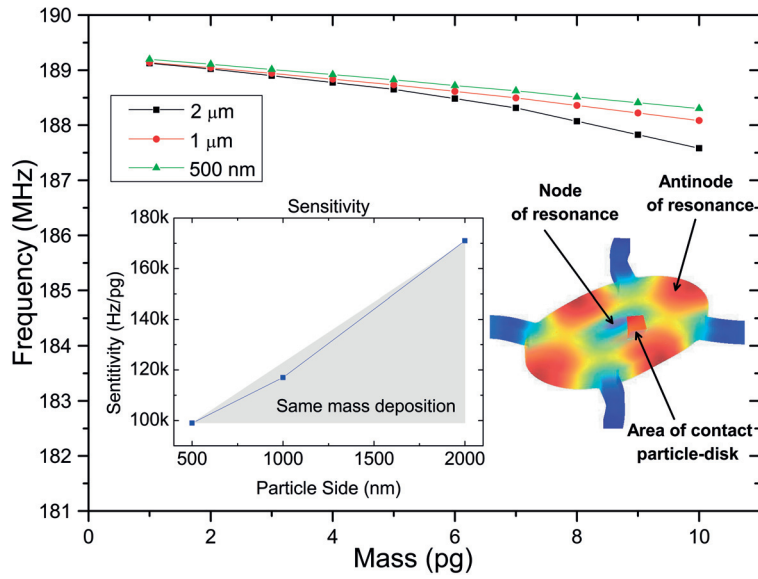 190
189
188
187
186
185
184
183
182
181
Frequency (MHz)
2 μm
1 μm
500 nm
Sensitivity
180k
160k
140k
120k
100k
Sentitivity (Hz/pg)
Same mass deposition
500
1000
1500
2000
Particle Side (nm)
Node
of resonance
Antinode
of resonance
Area of contact
particle-disk
0
2
4
6
8
10
Mass (pg)